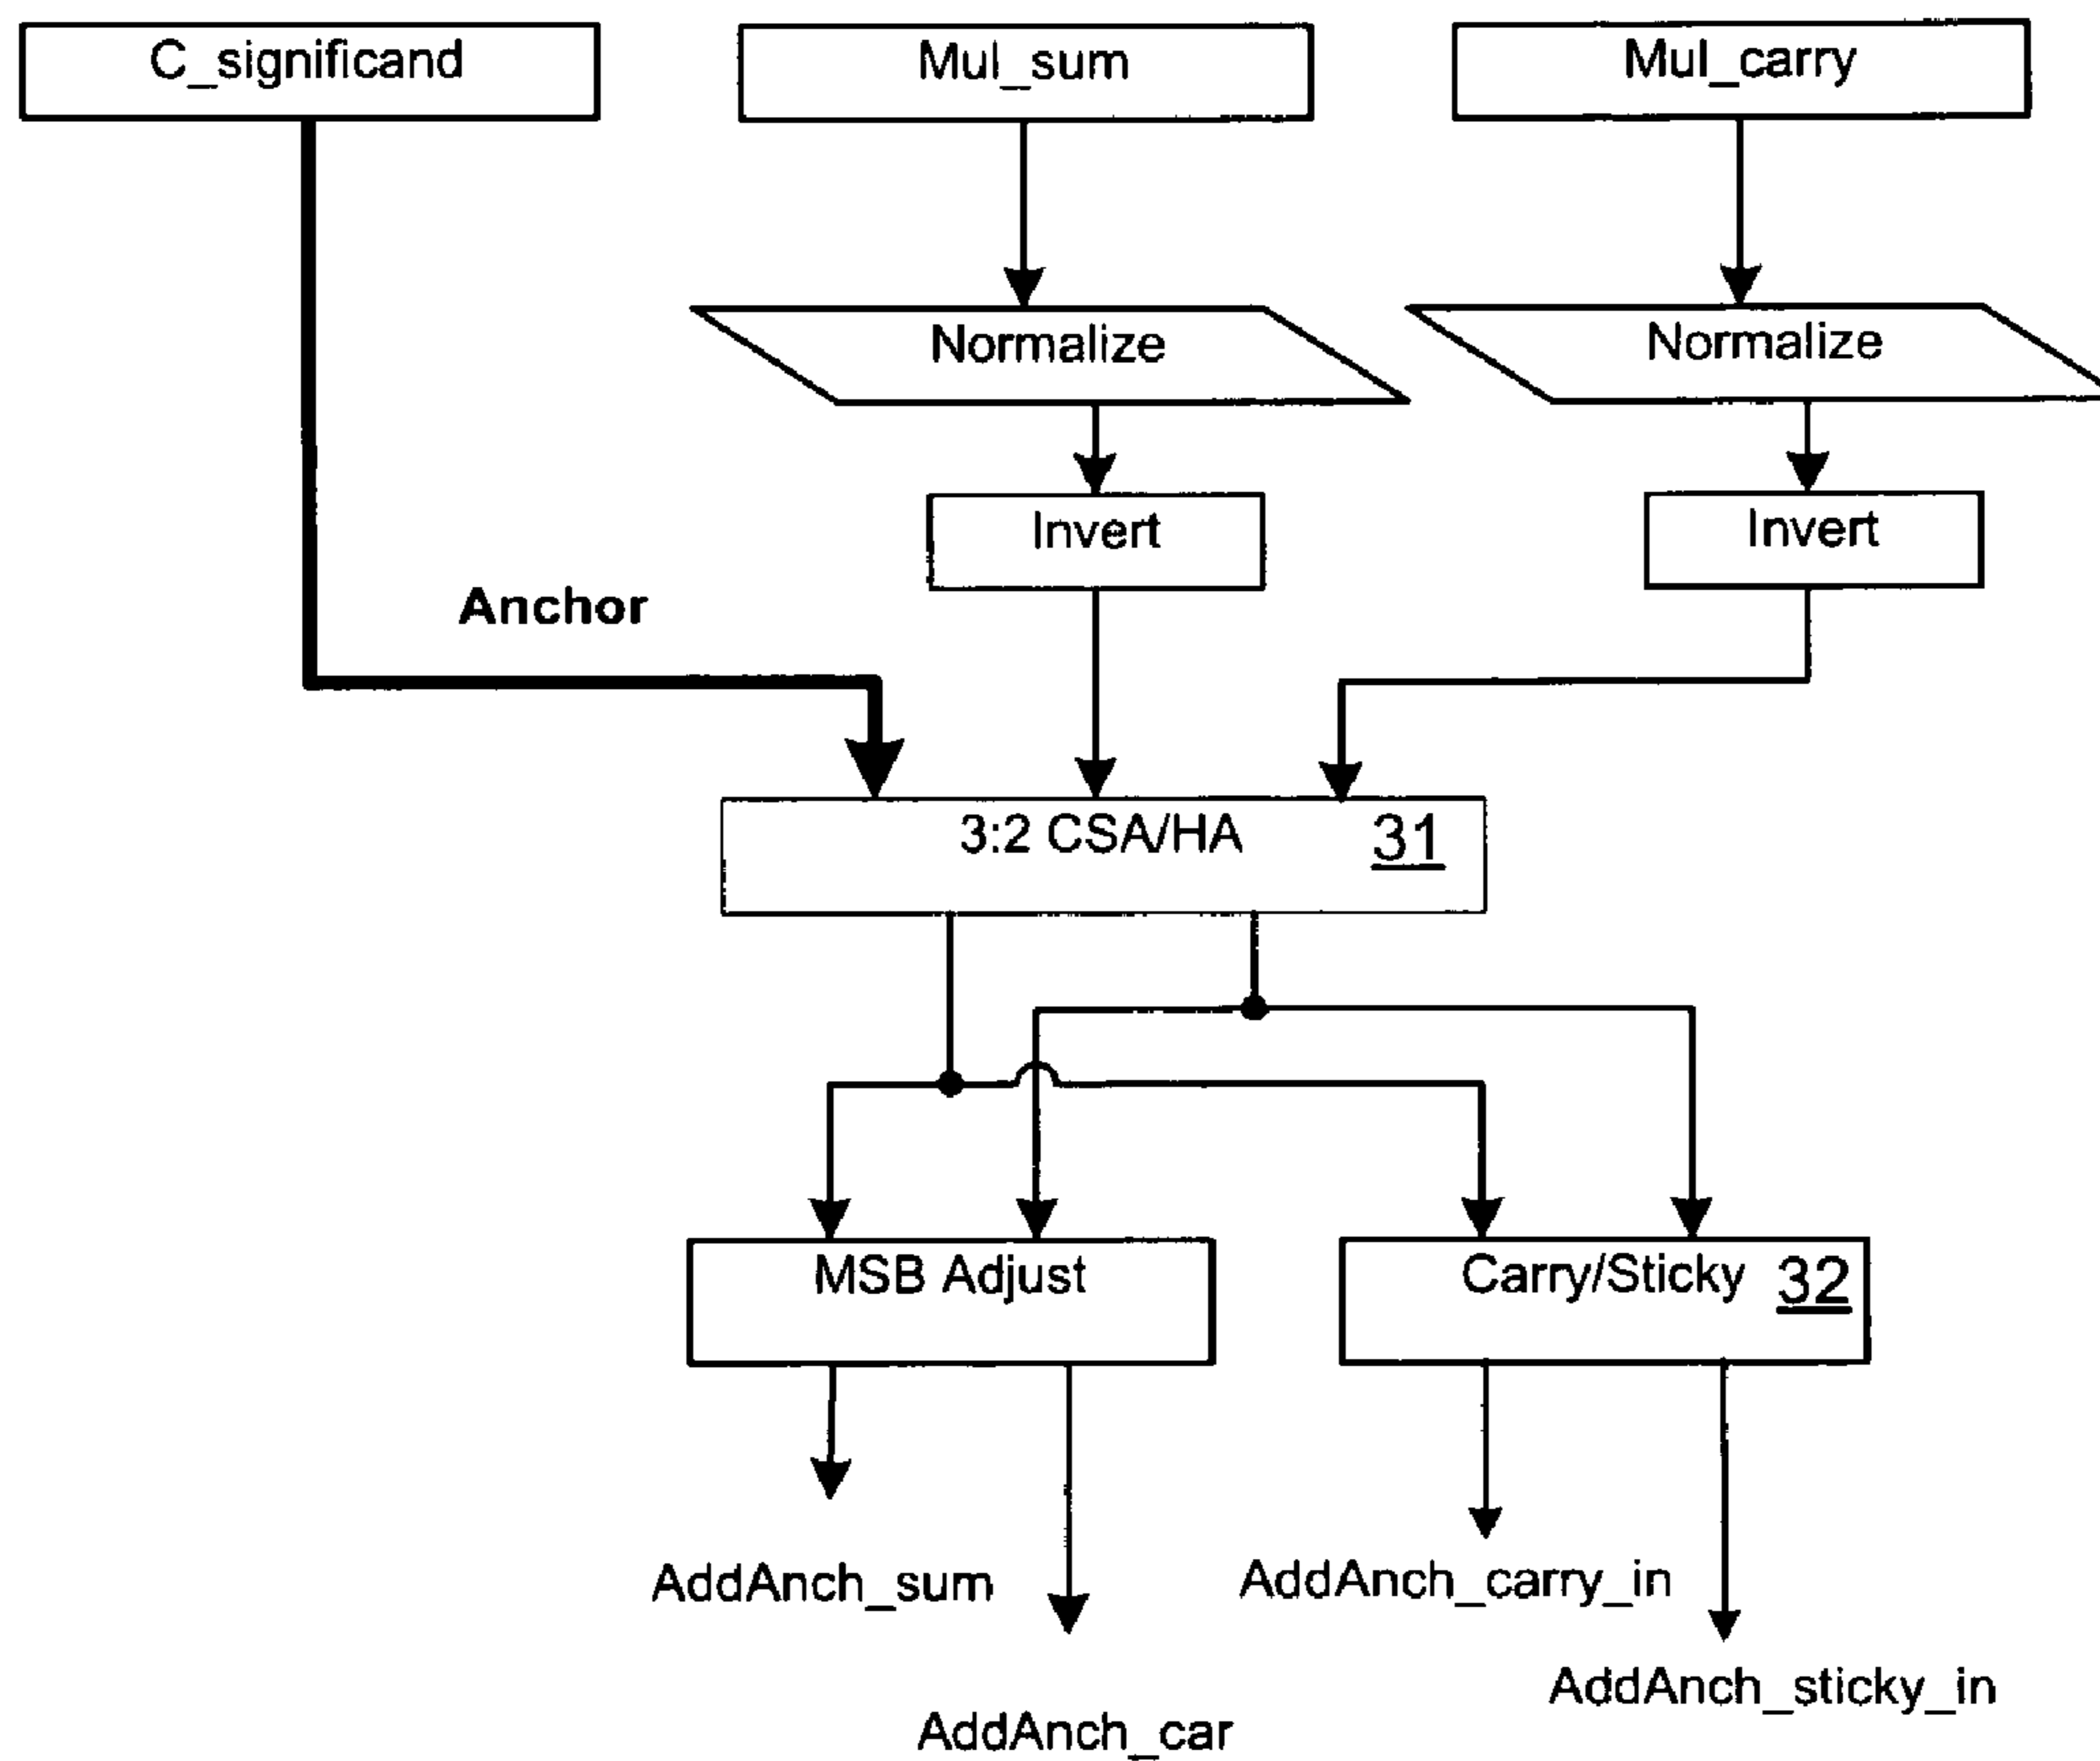 C_significand
Mul_sum
Mul_carry
Normalize
Normalize
Invert
Invert
Anchor
3:2 CSA/HA 31
MSB Adjust
Carry/Sticky 32
AddAnch_sum
AddAnch_carry_in
AddAnch_sticky_in
AddAnch_car